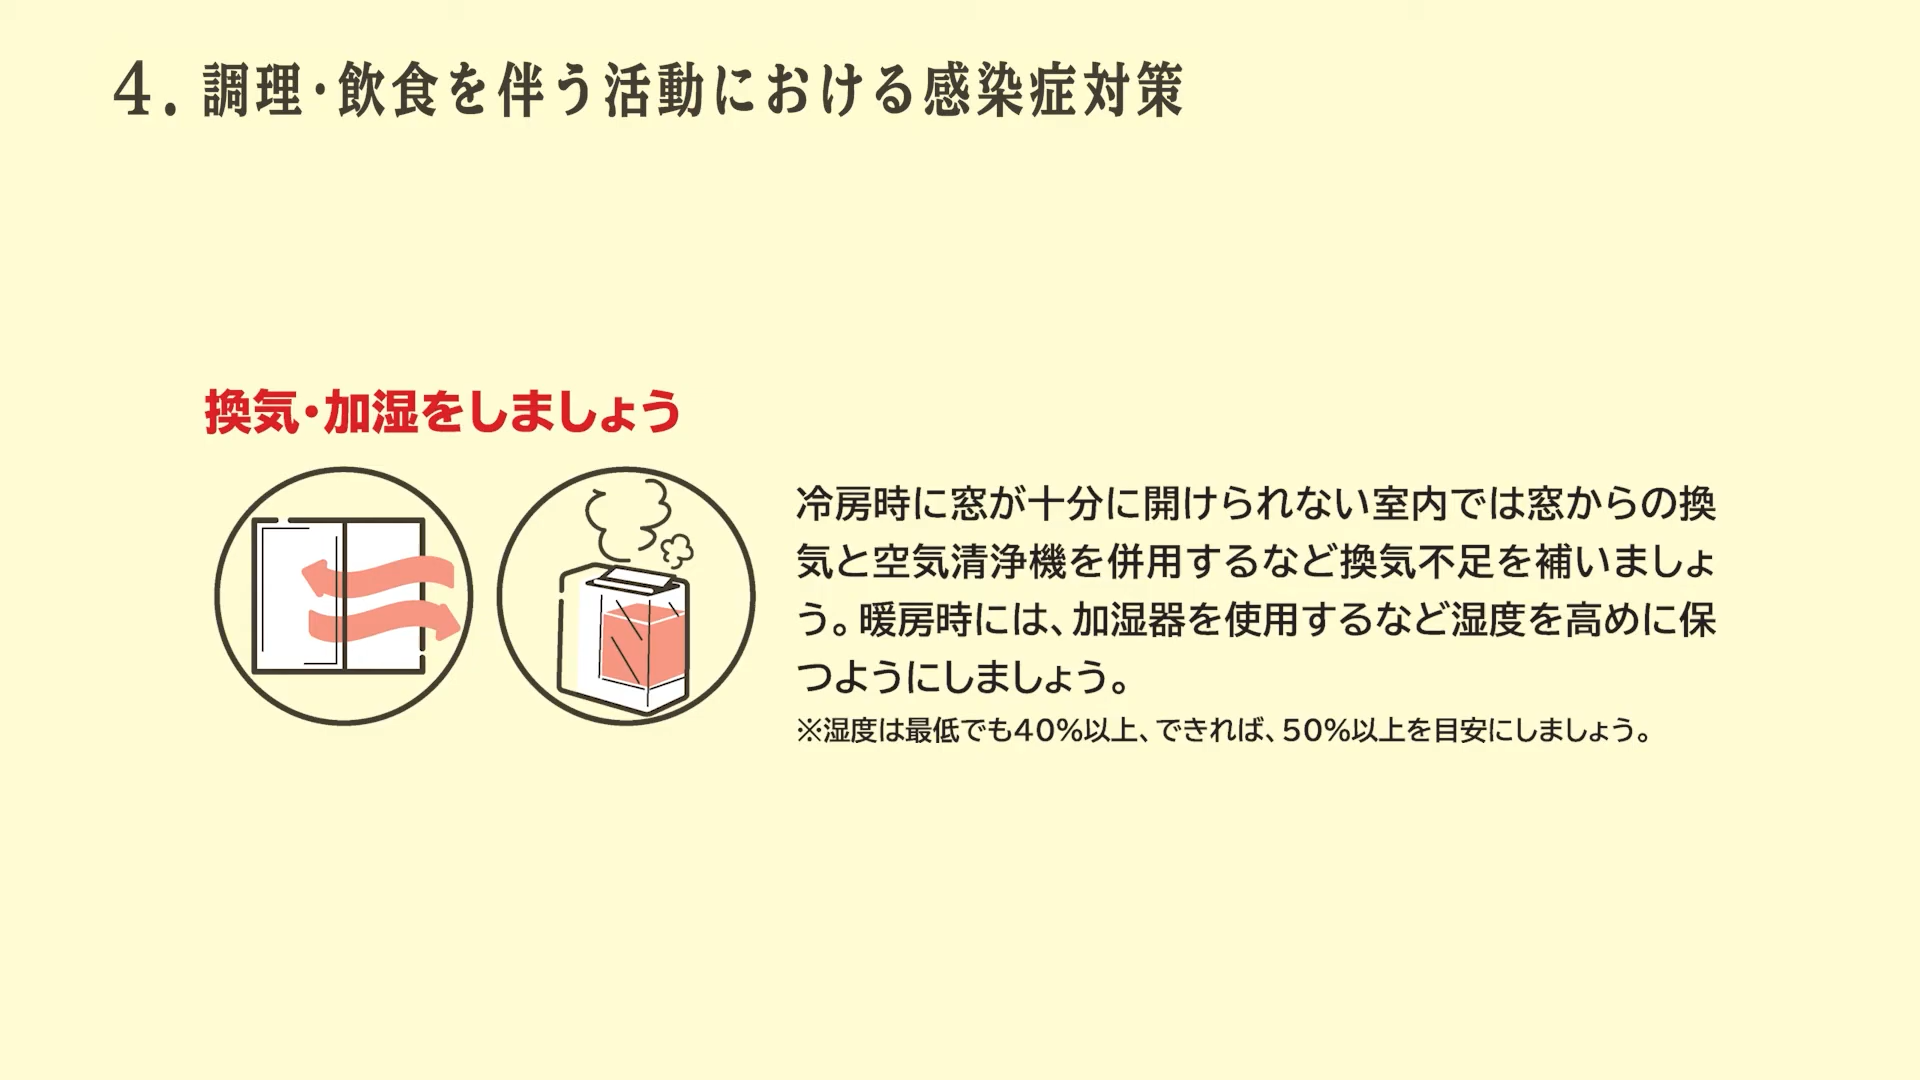 4. 調理・飲食を伴う活動における感染症対策
換気・加湿をしましょう
冷房時に窓が十分に開けられない室内では窓からの換
気と空気清浄機を併用するなど換気不足を補いましょ
う。暖房時には、加湿器を使用するなど湿度を高めに保
つようにしましょう。
※湿度は最低でも40%以上、できれば、50%以上を目安にしましょう。